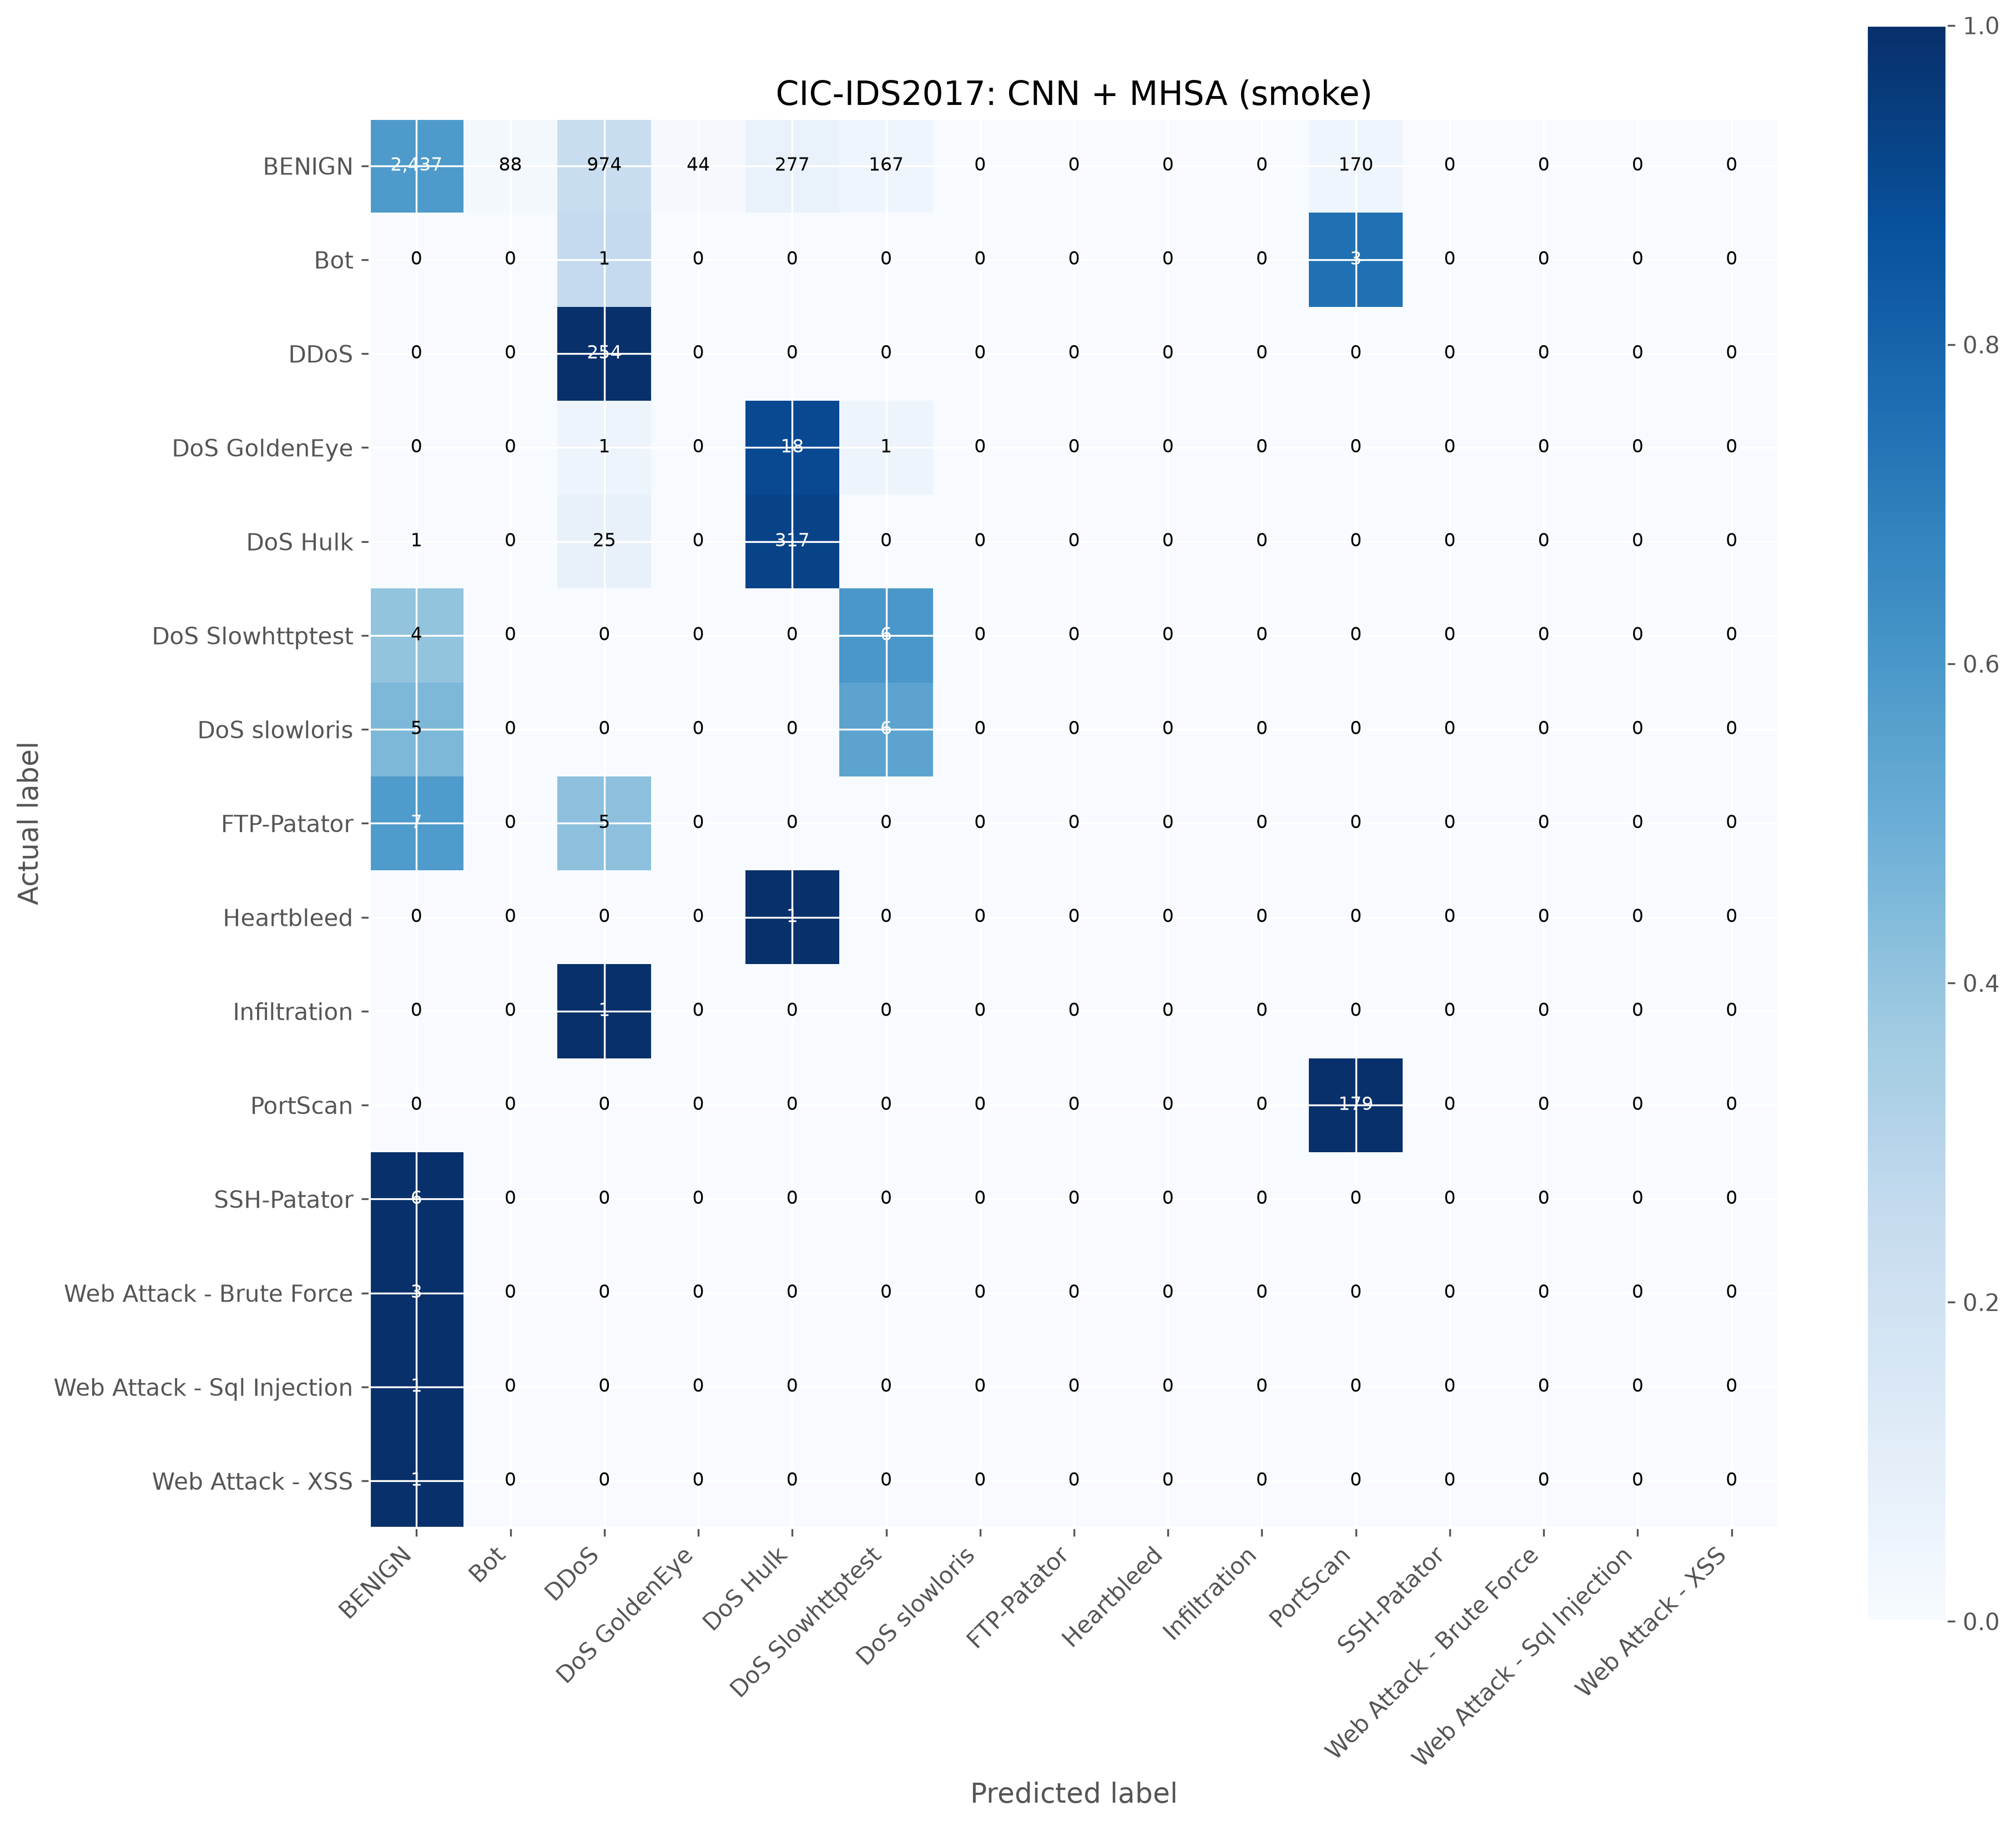 CIC-IDS2017: CNN + MHSA (smoke)
1.0
0.8
0.6
0.4
0.2
0.0
Actual label
BENIGN 2,437 88 974 44 277 167 0 0 0 0 170 0 0 0 0
Bot 0 0 1 0 0 0 0 0 0 0 3 0 0 0 0
DDoS 0 0 254 0 0 0 0 0 0 0 0 0 0 0 0
DoS GoldenEye 0 0 1 0 18 1 0 0 0 0 0 0 0 0 0
DoS Hulk 1 0 25 0 317 0 0 0 0 0 0 0 0 0 0
DoS Slowhttptest 4 0 0 0 0 6 0 0 0 0 0 0 0 0 0
DoS slowloris 5 0 0 0 0 6 0 0 0 0 0 0 0 0 0
FTP-Patator 7 0 5 0 0 0 0 0 0 0 0 0 0 0 0
Heartbleed 0 0 0 0 1 0 0 0 0 0 0 0 0 0 0
Infiltration 0 0 1 0 0 0 0 0 0 0 0 0 0 0 0
PortScan 0 0 0 0 0 0 0 0 0 0 179 0 0 0 0
SSH-Patator 6 0 0 0 0 0 0 0 0 0 0 0 0 0 0
Web Attack - Brute Force 3 0 0 0 0 0 0 0 0 0 0 0 0 0 0
Web Attack - Sql Injection 1 0 0 0 0 0 0 0 0 0 0 0 0 0 0
Web Attack - XSS 1 0 0 0 0 0 0 0 0 0 0 0 0 0 0
BENIGN
Bot
DDoS
DoS GoldenEye
DoS Hulk
DoS Slowhttptest
DoS slowloris
FTP-Patator
Heartbleed
Infiltration
PortScan
SSH-Patator
Web Attack - Brute Force
Web Attack - Sql Injection
Web Attack - XSS
Predicted label